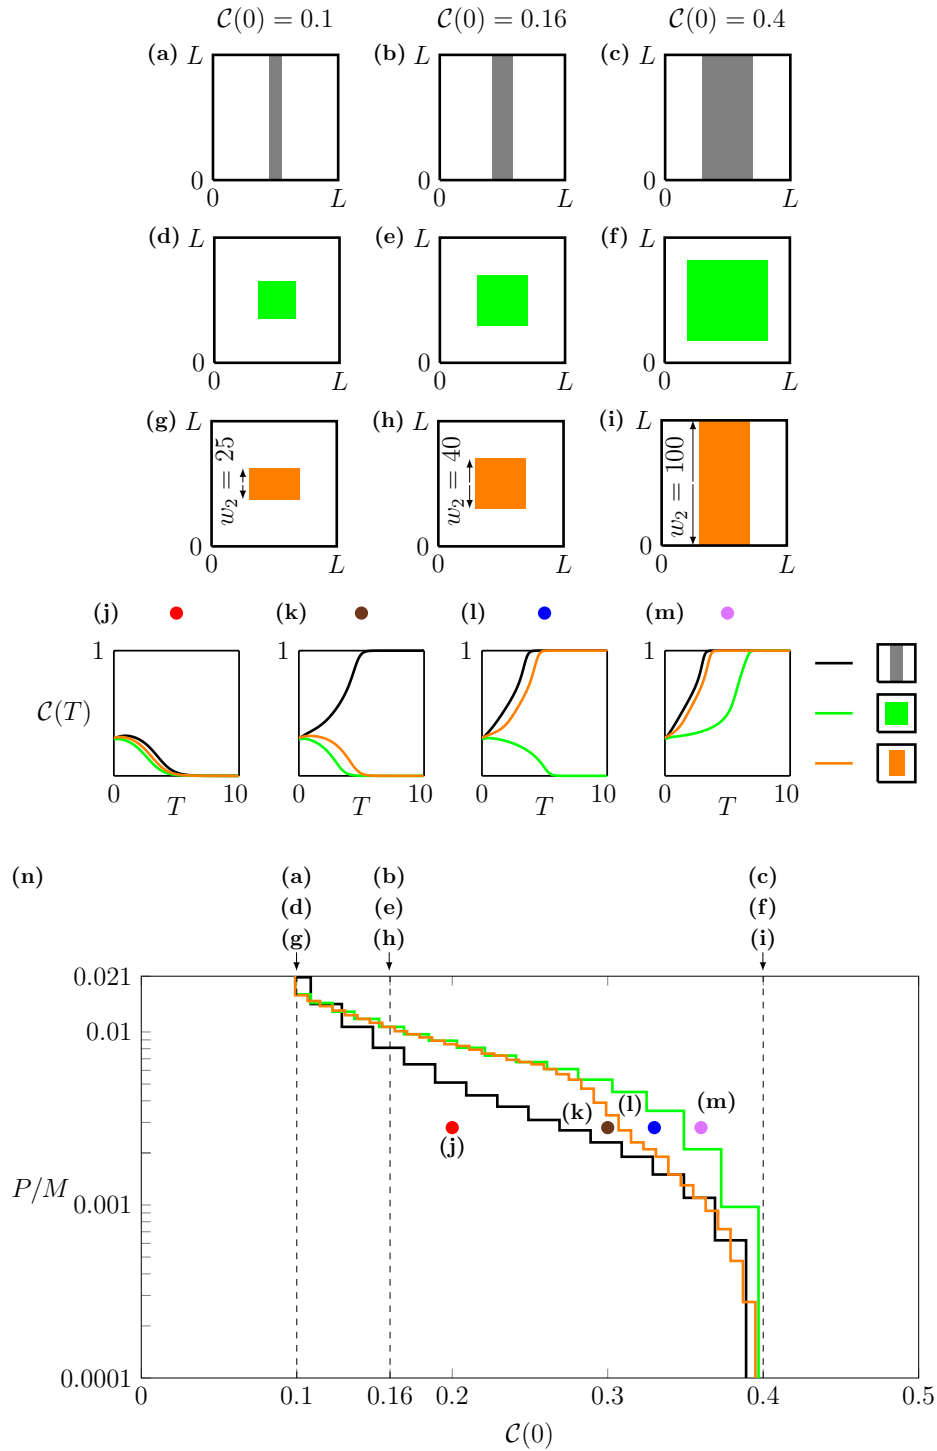 C(0) = 0.1 C(0) = 0.16 C(0) = 0.4
(a) L (b) L (c) L
0 0 0
0 L 0 L 0 L
(d) L (e) L (f) L
0 0 0
0 L 0 L 0 L
(g) L (h) L (i) L
w₂ = 25 w₂ = 40 w₂ = 100
0 0 0
0 L 0 L 0 L
(j) (k) (l) (m)
1 1 1 1
C(T)
0 T 10 0 T 10 0 T 10 0 T 10
(n) (a) (b) (c)
(d) (e) (f)
(g) (h) (i)
0.021
0.01
(k) (l) (m)
(j)
P/M
0.001
0.0001
0 0.1 0.16 0.2 0.3 0.4 0.5
C(0)